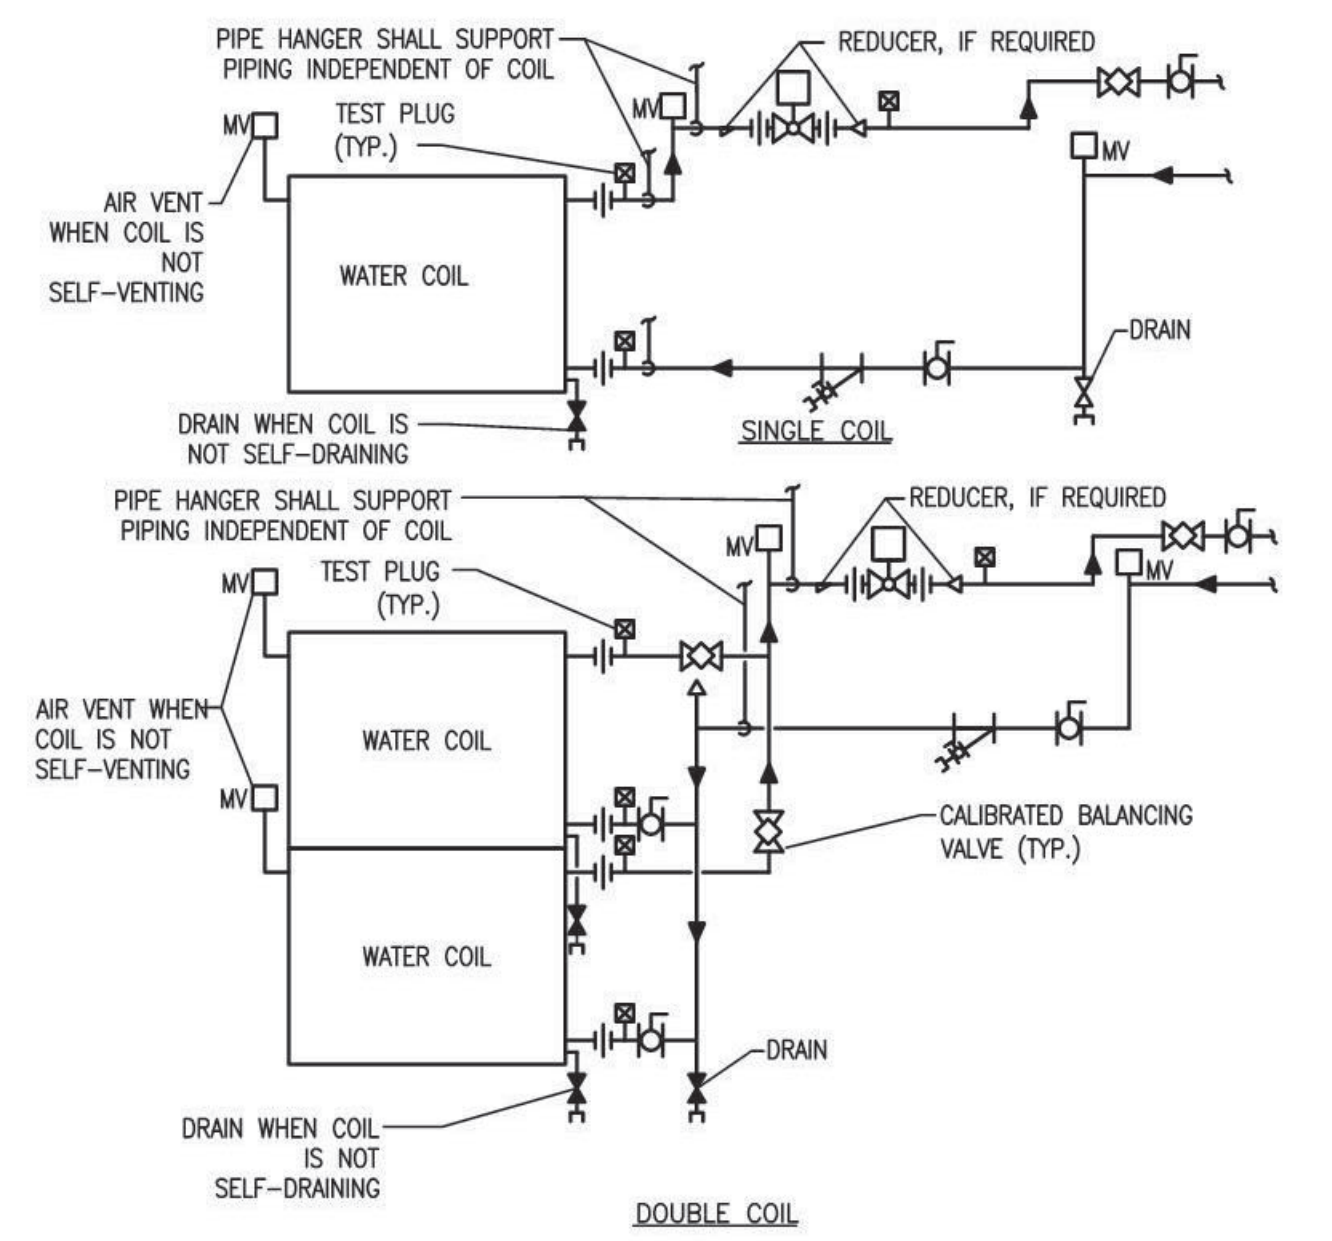 PIPE HANGER SHALL SUPPORT
PIPING INDEPENDENT OF COIL
REDUCER, IF REQUIRED
MV
TEST PLUG
(TYP.)
MV
MV
AIR VENT
WHEN COIL IS
NOT
SELF-VENTING
WATER COIL
DRAIN
DRAIN WHEN COIL IS
NOT SELF-DRAINING
SINGLE COIL
PIPE HANGER SHALL SUPPORT
PIPING INDEPENDENT OF COIL
REDUCER, IF REQUIRED
MV
TEST PLUG
(TYP.)
MV
MV
AIR VENT WHEN
COIL IS NOT
SELF-VENTING
WATER COIL
MV
CALIBRATED BALANCING
VALVE (TYP.)
WATER COIL
DRAIN
DRAIN WHEN COIL
IS NOT
SELF-DRAINING
DOUBLE COIL